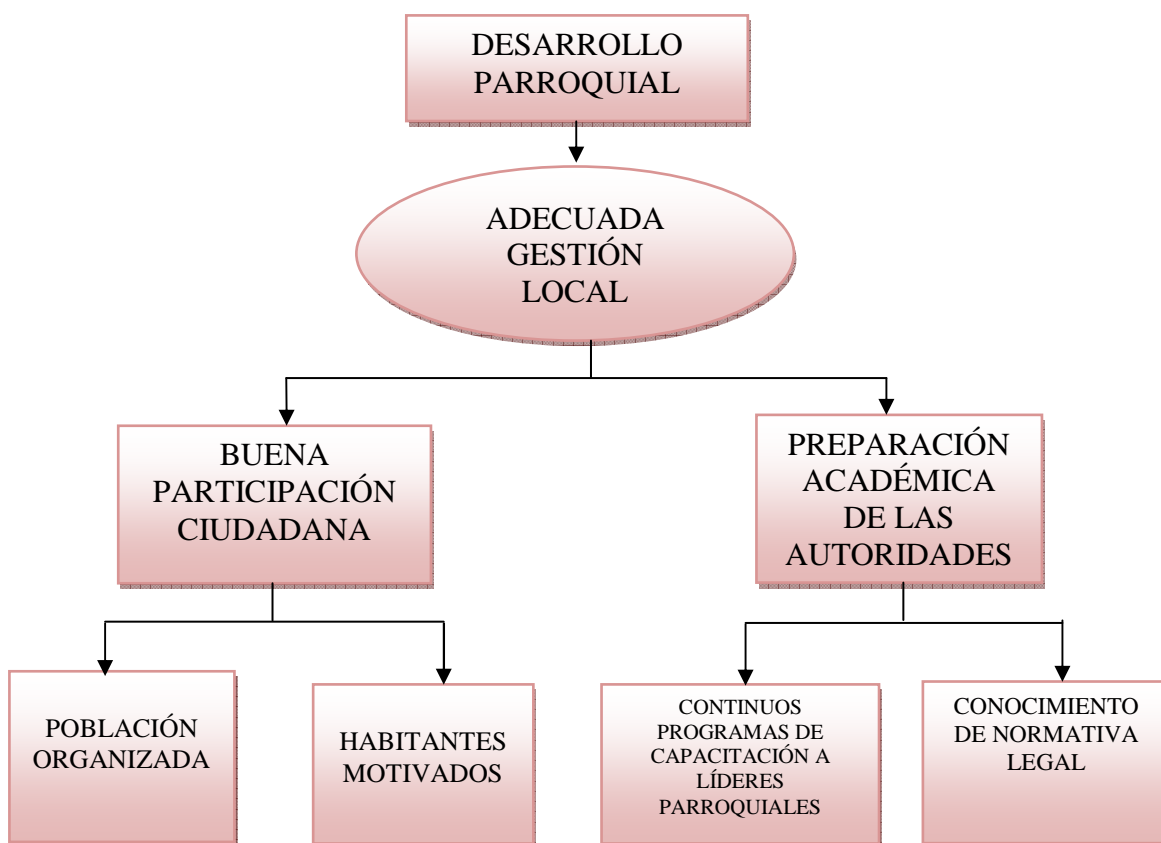 DESARROLLO
PARROQUIAL
ADECUADA
GESTIÓN
LOCAL
BUENA
PARTICIPACIÓN
CIUDADANA
PREPARACIÓN
ACADÉMICA
DE LAS
AUTORIDADES
POBLACIÓN
ORGANIZADA
HABITANTES
MOTIVADOS
CONTINUOS
PROGRAMAS DE
CAPACITACIÓN A
LÍDERES
PARROQUIALES
CONOCIMIENTO
DE NORMATIVA
LEGAL